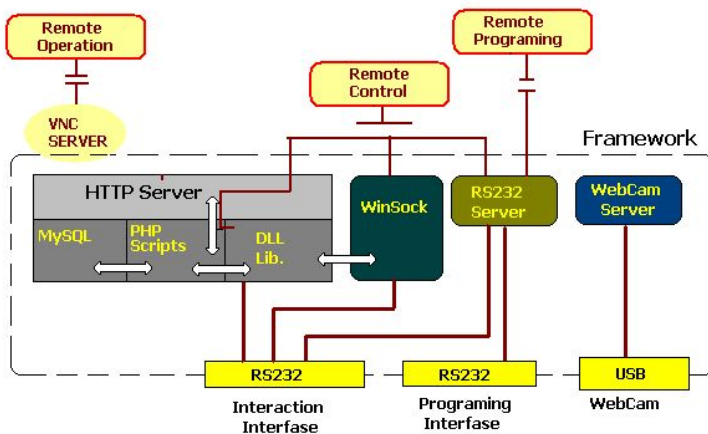 Remote
Operation
Remote
Programing
Remote
Control
VNC
SERVER
Framework
HTTP Server
MySQL
PHP
Scripts
DLL
Lib.
WinSock
RS232
Server
WebCam
Server
RS232
RS232
USB
Interaction
Interfase
Programing
Interfase
WebCam